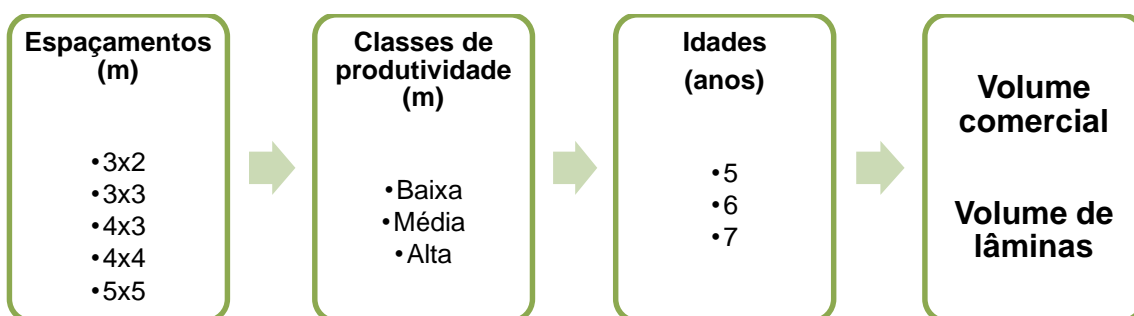 Espaçamentos
(m)
•3x2
•3x3
•4x3
•4x4
•5x5
Classes de
produtividade
(m)
•Baixa
•Média
•Alta
Idades
(anos)
•5
•6
•7
Volume
comercial
Volume de
lâminas